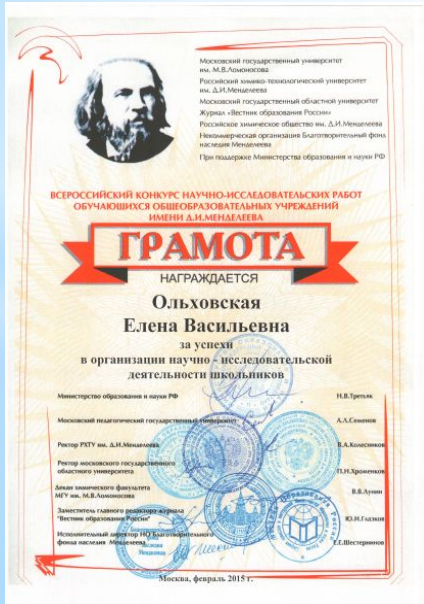 Московский государственный университет
им. М.В.Ломоносова
Российский химико-технологический университет
им. Д.И.Менделеева
Московский государственный областной университет
Журнал «Вестник образования России»
Российское химическое общество им. Д.И.Менделеева
Некоммерческая организация Благотворительный фонд
наследия Менделеева
При поддержке Министерства образования и науки РФ
ВСЕРОССИЙСКИЙ КОНКУРС НАУЧНО-ИССЛЕДОВАТЕЛЬСКИХ РАБОТ
ОБУЧАЮЩИХСЯ ОБЩЕОБРАЗОВАТЕЛЬНЫХ УЧРЕЖДЕНИЙ
ИМЕНИ Д.И.МЕНДЕЛЕЕВА
ГРАМОТА
НАГРАЖДАЕТСЯ
Ольховская
Елена Васильевна
за успехи
в организации научно - исследовательской
деятельности школьников
Министерство образования и науки РФ Н.В.Третьяк
Московский педагогический государственный университет А.Л.Семенов
Ректор РХТУ им. Д.И.Менделеева В.А.Колесников
Ректор московского государственного
областного университета П.Н.Хроменков
Декан химического факультета
МГУ им. М.В.Ломоносова В.В.Лунин
Заместитель главного редактора журнала
"Вестник образования России" Ю.И.Глазков
Исполнительный директор НО Благотворительного
фонда наследия Менделеева Е.Е.Шестернинов
Москва, февраль 2015 г.